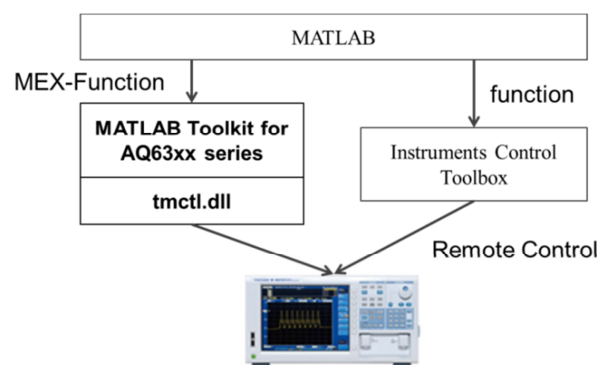 MATLAB
MEX-Function
function
MATLAB Toolkit for
AQ63xx series
Instruments Control
Toolbox
tmctl.dll
Remote Control